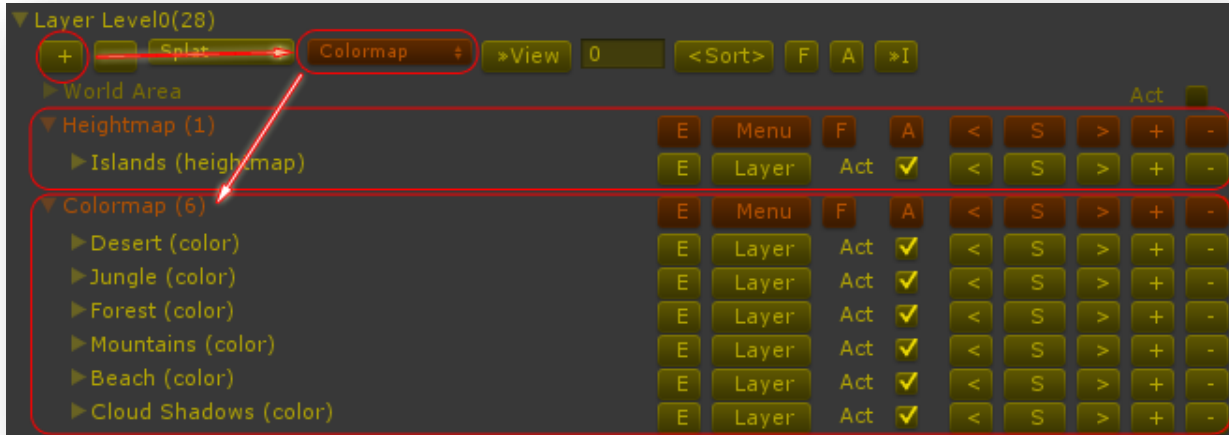 ▼ Layer Level0(28)
+ — Splat Colormap »View 0 <Sort> F A »I
▶ World Area Act
▼ Heightmap (1) E Menu F A < S > + -
▶ Islands (heightmap) E Layer Act < S > + -
▼ Colormap (6) E Menu F A < S > + -
▶ Desert (color) E Layer Act < S > + -
▶ Jungle (color) E Layer Act < S > + -
▶ Forest (color) E Layer Act < S > + -
▶ Mountains (color) E Layer Act < S > + -
▶ Beach (color) E Layer Act < S > + -
▶ Cloud Shadows (color) E Layer Act < S > + -